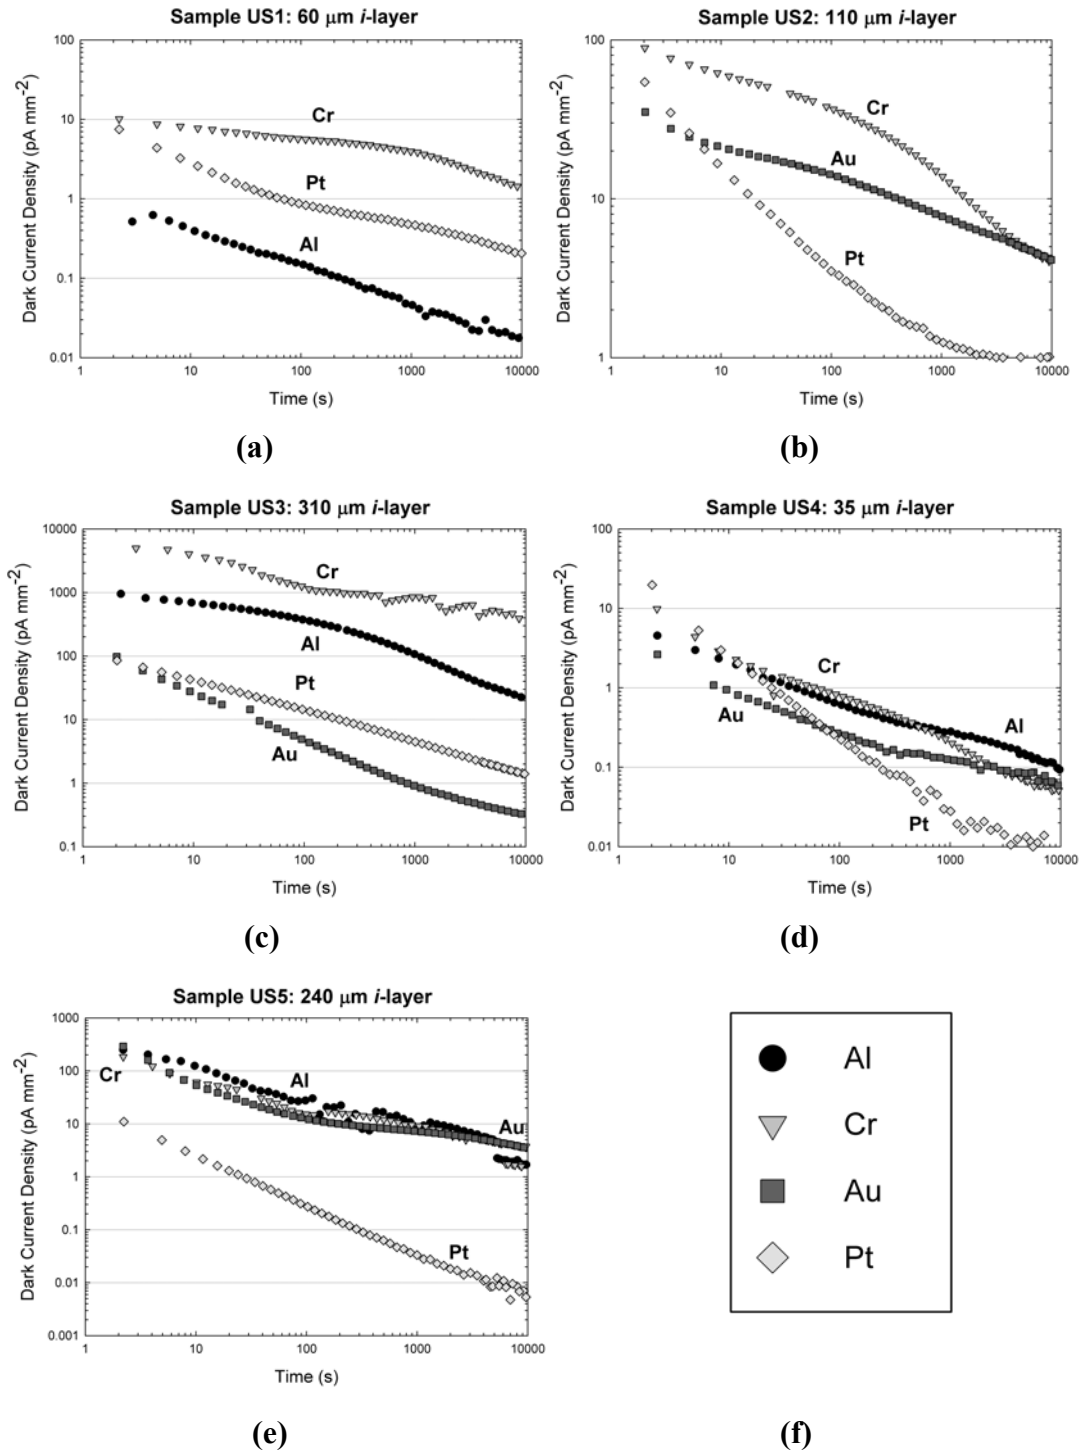 Sample US1: 60 μm i-layer
Dark Current Density (pA mm⁻²)
100
10
1
0.1
0.01
Cr
Pt
Al
1 10 100 1000 10000
Time (s)
(a)
Sample US2: 110 μm i-layer
Dark Current Density (pA mm⁻²)
100
10
1
Cr
Au
Pt
1 10 100 1000 10000
Time (s)
(b)
Sample US3: 310 μm i-layer
Dark Current Density (pA mm⁻²)
10000
1000
100
10
1
0.1
Cr
Al
Pt
Au
1 10 100 1000 10000
Time (s)
(c)
Sample US4: 35 μm i-layer
Dark Current Density (pA mm⁻²)
100
10
1
0.1
0.01
Cr
Au
Al
Pt
1 10 100 1000 10000
Time (s)
(d)
Sample US5: 240 μm i-layer
Dark Current Density (pA mm⁻²)
1000
100
10
1
0.1
0.01
0.001
Cr
Al
Au
Pt
1 10 100 1000 10000
Time (s)
(e)
Al
Cr
Au
Pt
(f)